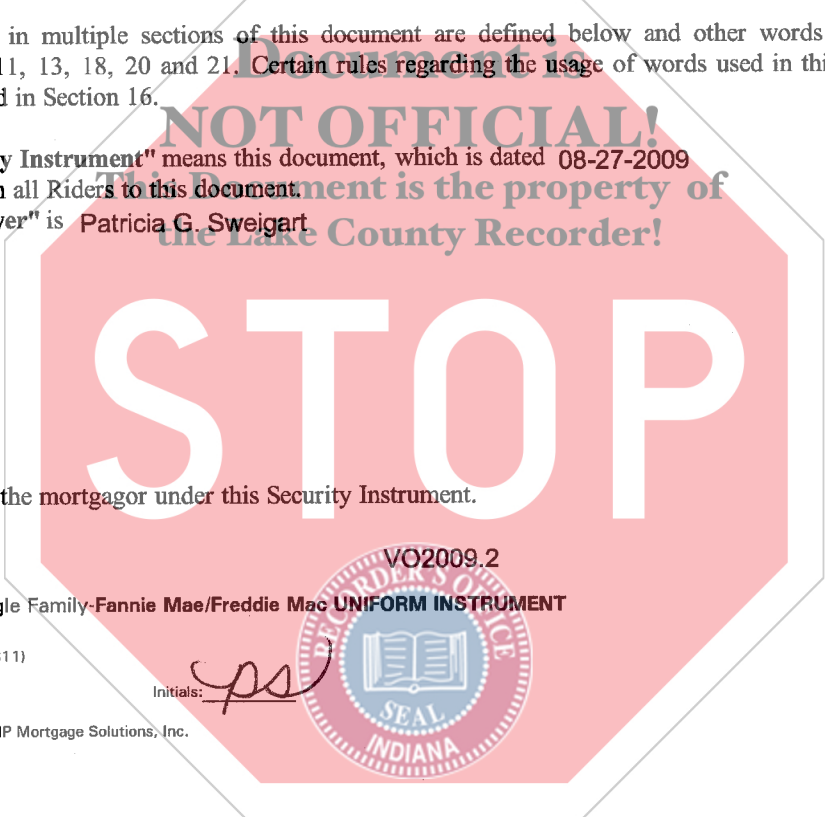 in multiple sections of this document are defined below and other words
11, 13, 18, 20 and 21. Certain rules regarding the usage of words used in thi
d in Section 16.
Document is
NOT OFFICIAL!
This Document is the property of
the Lake County Recorder!
y Instrument" means this document, which is dated 08-27-2009
all Riders to this document.
ver" is Patricia G. Sweigart
STOP
the mortgagor under this Security Instrument.
VO2009.2
gle Family-Fannie Mae/Freddie Mac UNIFORM INSTRUMENT
11)
Initials: ps
MP Mortgage Solutions, Inc.
RECORDER'S OFFICE
SEAL
INDIANA